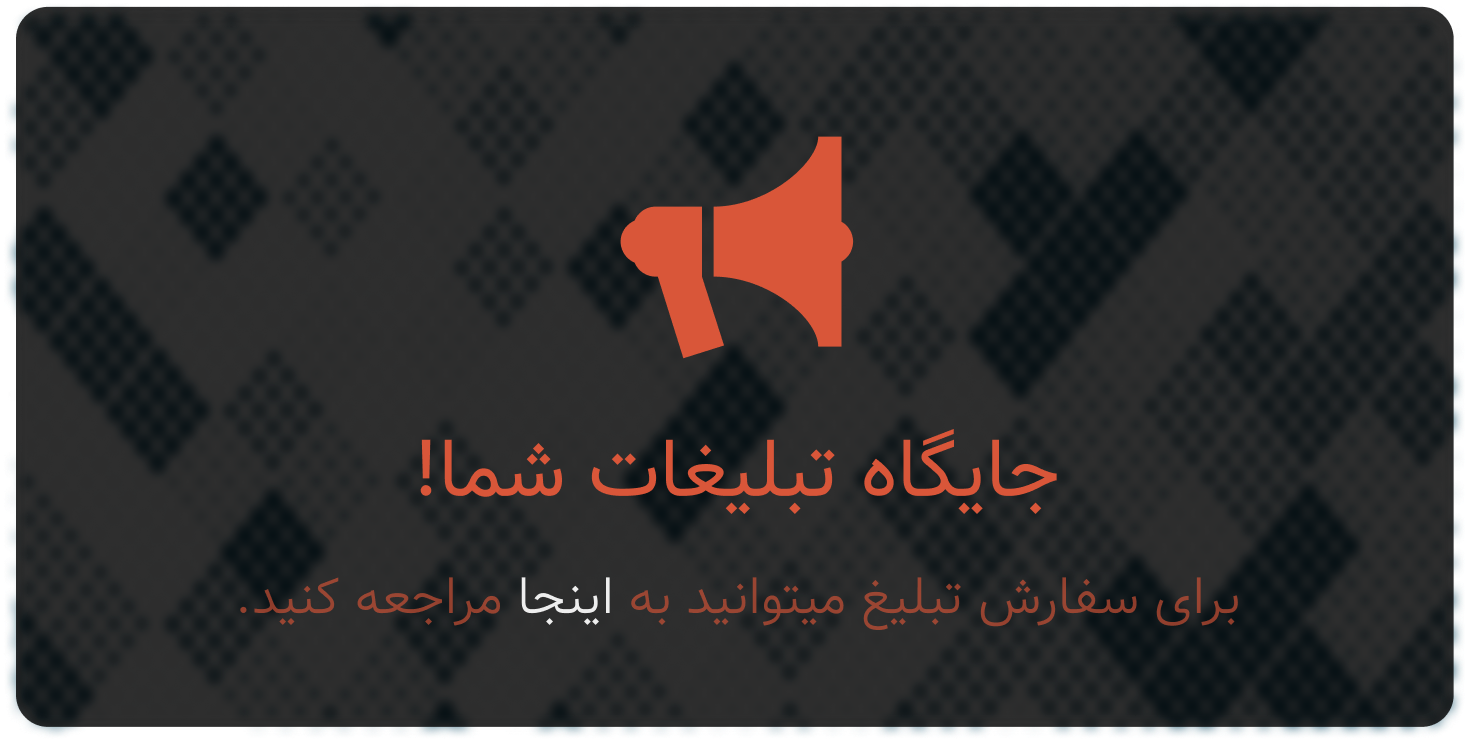 جایگاه تبلیغات شما!
برای سفارش تبلیغ میتوانید به اینجا مراجعه کنید.